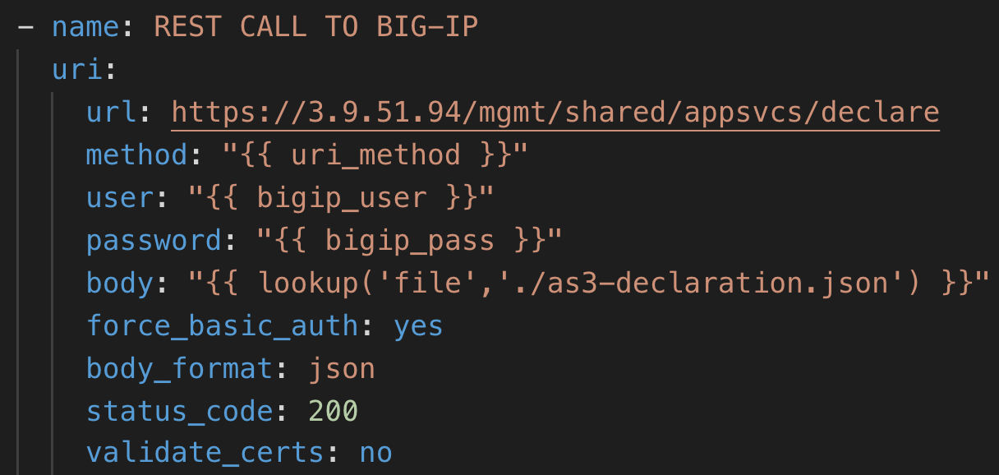 - name: REST CALL TO BIG-IP
uri:
url: https://3.9.51.94/mgmt/shared/appsvcs/declare
method: "{{ uri_method }}"
user: "{{ bigip_user }}"
password: "{{ bigip_pass }}"
body: "{{ lookup('file','./as3-declaration.json') }}"
force_basic_auth: yes
body_format: json
status_code: 200
validate_certs: no